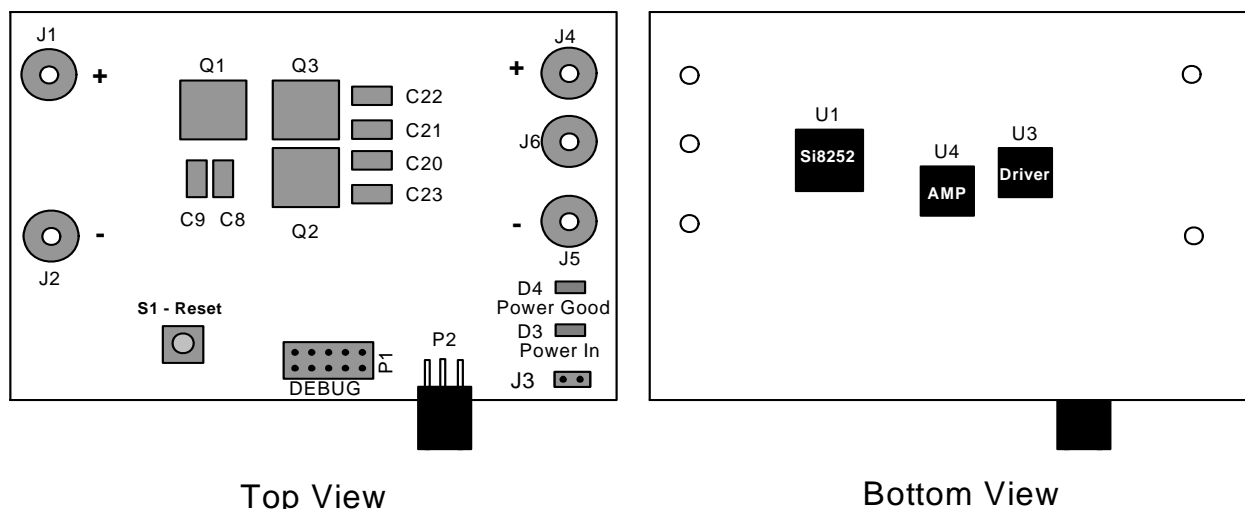 J1
+
Q1
Q3
C22
C21
C20
C23
C9
C8
Q2
J2
-
J4
+
J6
-
J5
D4
Power Good
D3
Power In
J3
S1 - Reset
P1
DEBUG
P2
Top View
U1
Si8252
U4
AMP
U3
Driver
Bottom View